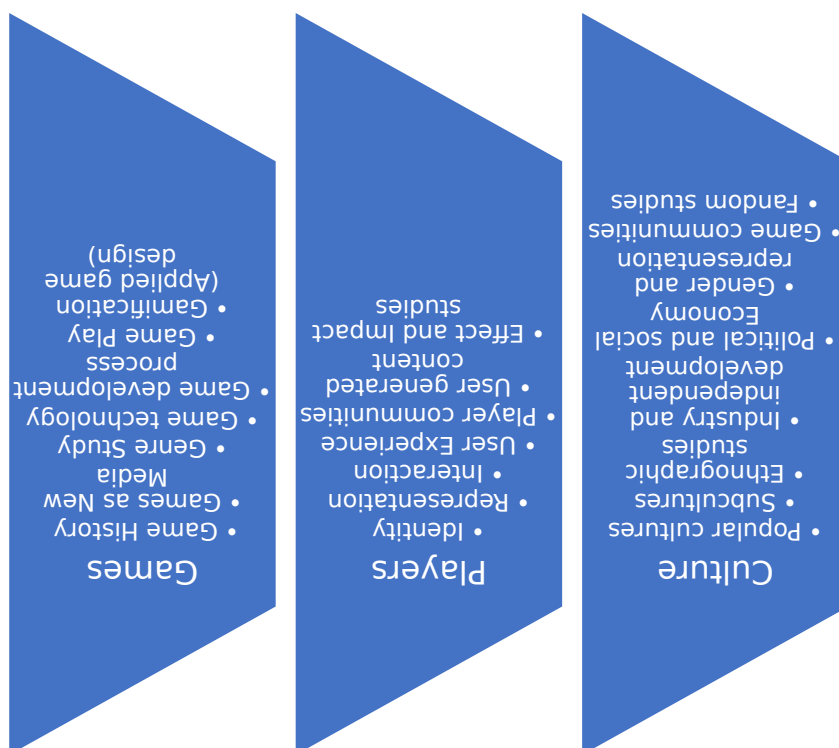 Culture
• Popular cultures
• Subcultures
• Ethnographic
studies
• Industry and
independent
development
• Political and social
Economy
• Gender and
representation
• Game communities
• Fandom studies
Players
• Identity
• Representation
• Interaction
• User Experience
• Player communities
• User generated
content
• Effect and Impact
studies
Games
• Game History
• Games as New
Media
• Genre Study
• Game technology
• Game development
process
• Game Play
• Gamification
(Applied game
design)